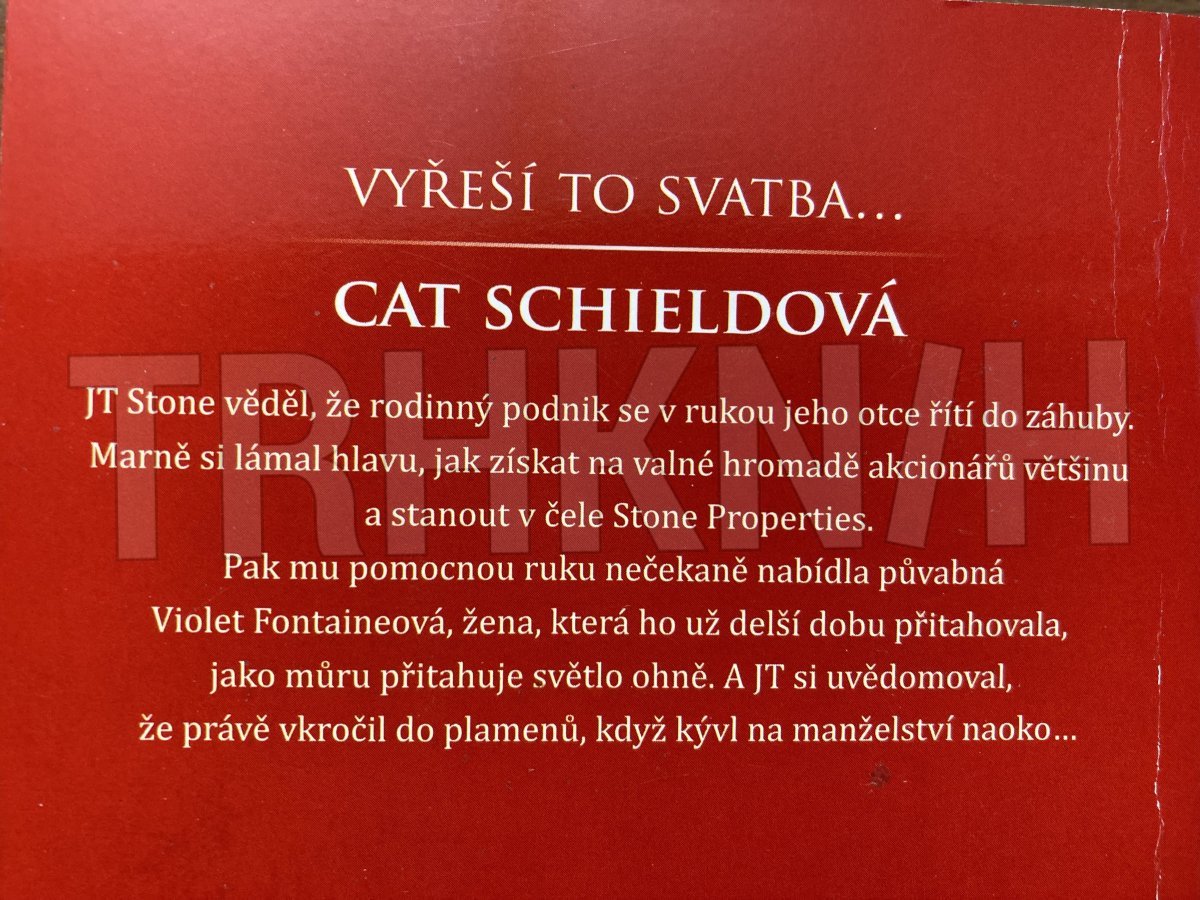 VYŘEŠÍ TO SVATBA...
CAT SCHIELDOVÁ
TRHKN/H
JT Stone věděl, že rodinný podnik se v rukou jeho otce řítí do záhuby.
Marně si lámal hlavu, jak získat na valné hromadě akcionářů většinu
a stanout v čele Stone Properties.
Pak mu pomocnou ruku nečekaně nabídla půvabná
Violet Fontaineová, žena, která ho už delší dobu přitahovala,
jako můru přitahuje světlo ohně. A JT si uvědomoval,
že právě vkročil do plamenů, když kývl na manželství naoko...